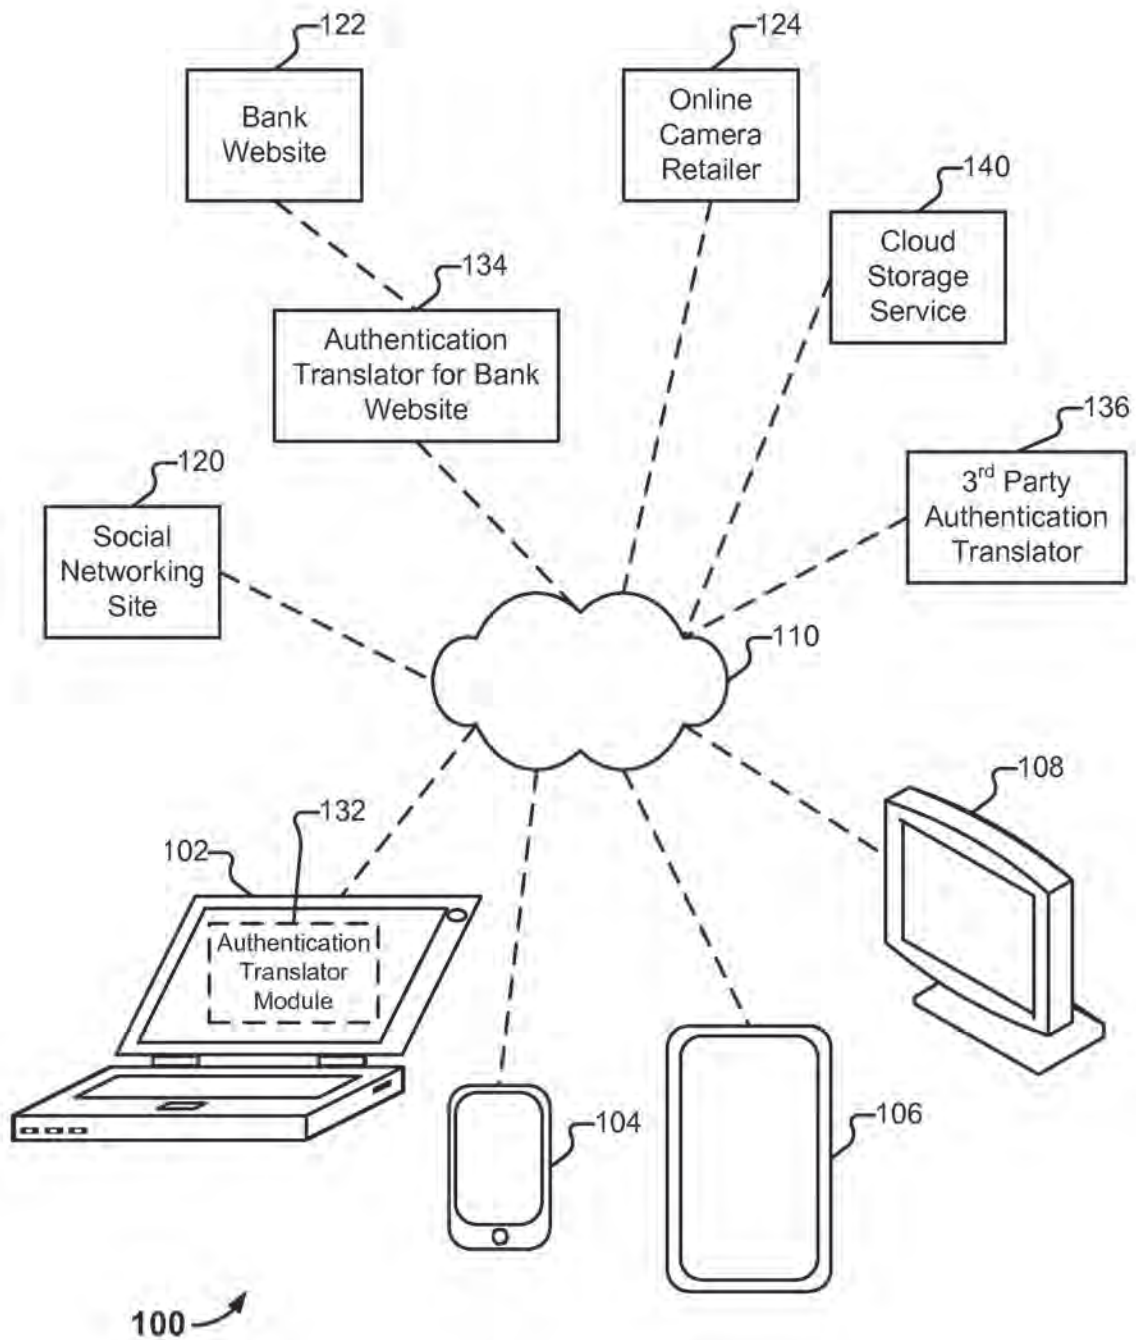 122
Bank
Website
124
Online
Camera
Retailer
140
Cloud
Storage
Service
134
Authentication
Translator for Bank
Website
136
3rd Party
Authentication
Translator
120
Social
Networking
Site
110
108
132
102
Authentication
Translator
Module
104
106
100